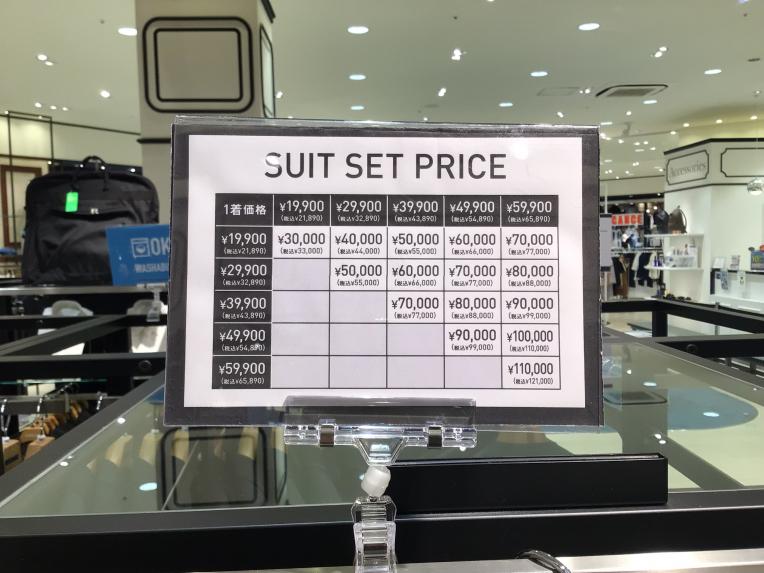 SUIT SET PRICE
1着価格 ¥19,900 ¥29,900 ¥39,900 ¥49,900 ¥59,900
(税込¥21,890) (税込¥32,890) (税込¥43,890) (税込¥54,890) (税込¥65,890)
¥19,900 ¥30,000 ¥40,000 ¥50,000 ¥60,000 ¥70,000
(税込¥21,890) (税込¥33,000) (税込¥44,000) (税込¥55,000) (税込¥66,000) (税込¥77,000)
¥29,900 ¥50,000 ¥60,000 ¥70,000 ¥80,000
(税込¥32,890) (税込¥55,000) (税込¥66,000) (税込¥77,000) (税込¥88,000)
¥39,900 ¥70,000 ¥80,000 ¥90,000
(税込¥43,890) (税込¥77,000) (税込¥88,000) (税込¥99,000)
¥49,900 ¥90,000 ¥100,000
(税込¥54,890) (税込¥99,000) (税込¥110,000)
¥59,900 ¥110,000
(税込¥65,890) (税込¥121,000)
OK
WASHAB
Accessories